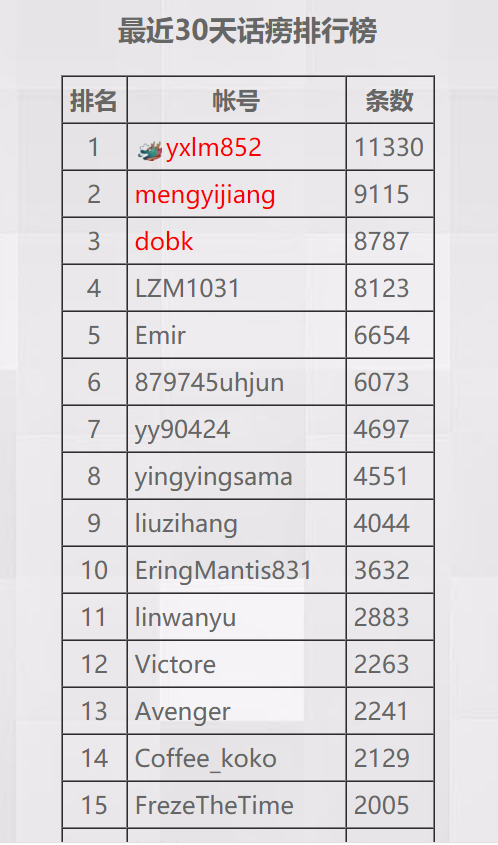 最近30天话痨排行榜
排名 帐号 条数
1 yxlm852 11330
2 mengyijiang 9115
3 dobk 8787
4 LZM1031 8123
5 Emir 6654
6 879745uhjun 6073
7 yy90424 4697
8 yingyingsama 4551
9 liuzihang 4044
10 EringMantis831 3632
11 linwanyu 2883
12 Victore 2263
13 Avenger 2241
14 Coffee_koko 2129
15 FrezeTheTime 2005